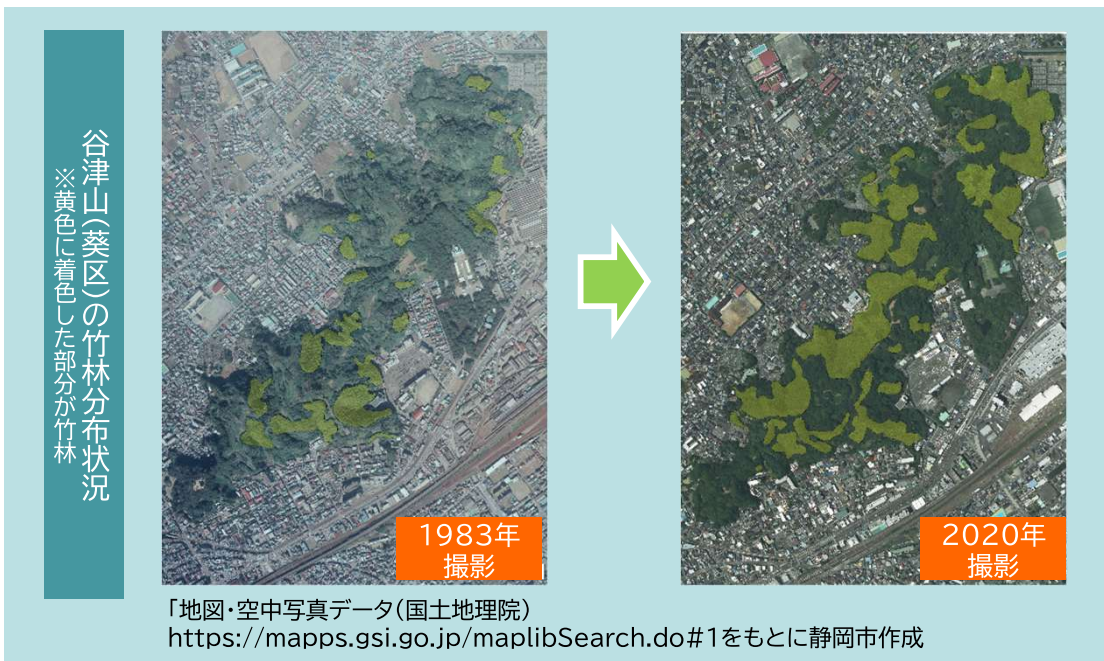 谷津山(葵区)の竹林分布状況
※黄色に着色した部分が竹林
1983年
撮影
2020年
撮影
「地図・空中写真データ(国土地理院)
https://mapps.gsi.go.jp/maplibSearch.do#1をもとに静岡市作成